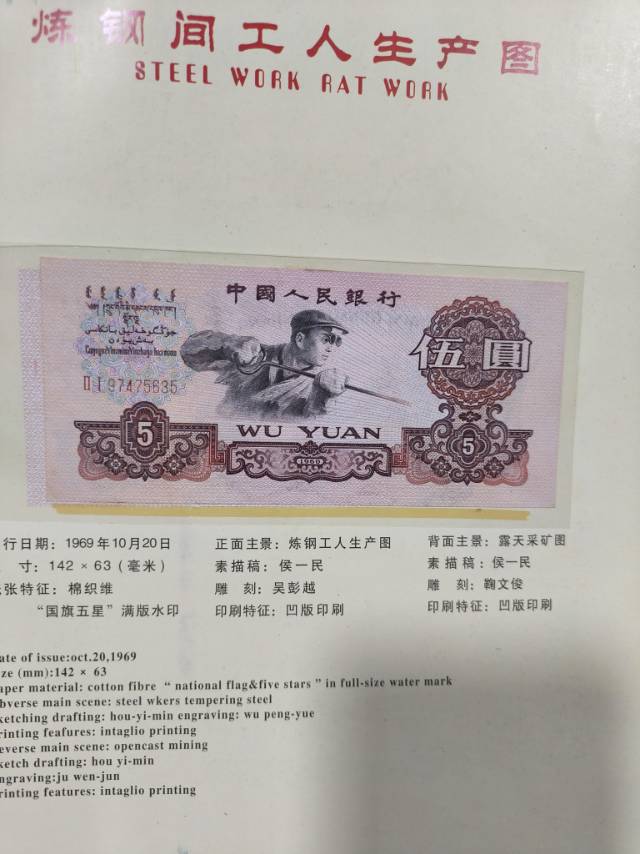 炼钢间工人生产图
STEEL WORK RAT WORK
中國人民銀行
伍圓
II I 97475635
5
WU YUAN
5
1960
行日期：1969年10月20日
寸：142×63（毫米）
张特征：棉织维
“国旗五星”满版水印
正面主景：炼钢工人生产图
素描稿：侯一民
雕 刻：吴彭越
印刷特征：凹版印刷
背面主景：露天采矿图
素描稿：侯一民
雕 刻：鞠文俊
印刷特征：凹版印刷
ate of issue:oct.20,1969
ze (mm):142 × 63
aper material: cotton fibre “ national flag&five stars ” in full-size water mark
bverse main scene: steel wkers tempering steel
ketching drafting: hou-yi-min engraving: wu peng-yue
rinting feafures: intaglio printing
everse main scene: opencast mining
ketch drafting: hou yi-min
ngraving:ju wen-jun
rinting features: intaglio printing